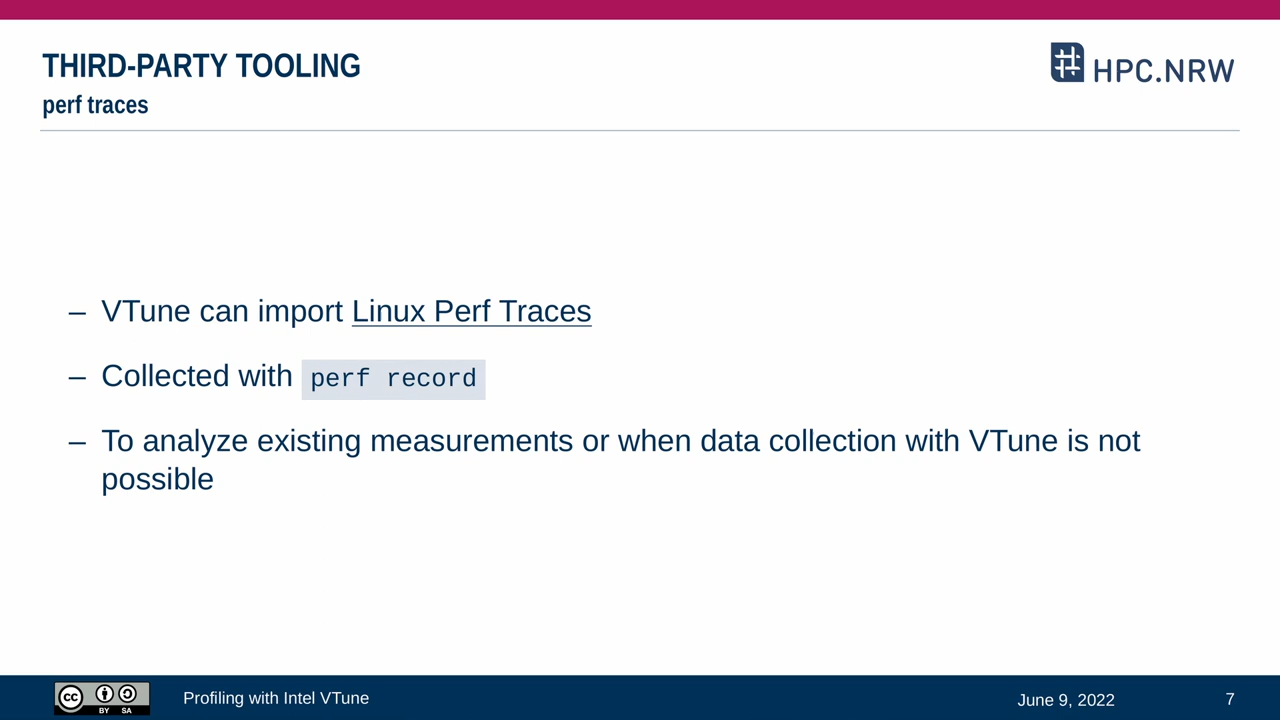 THIRD-PARTY TOOLING
perf traces
HPC.NRW
– VTune can import Linux Perf Traces
– Collected with perf record
– To analyze existing measurements or when data collection with VTune is not
possible
cc BY SA
Profiling with Intel VTune
June 9, 2022
7